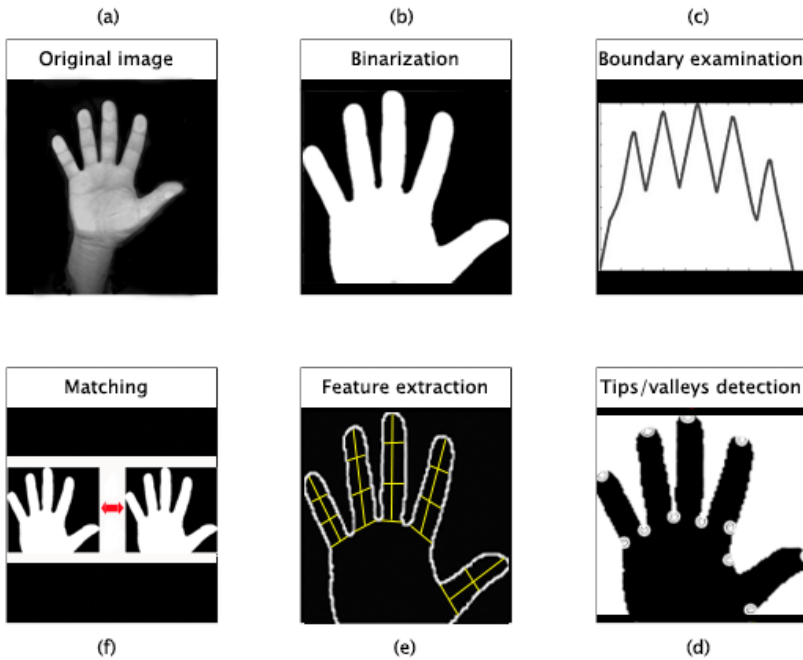 (a) (b) (c)
Original image Binarization Boundary examination
Matching Feature extraction Tips/valleys detection
(f) (e) (d)